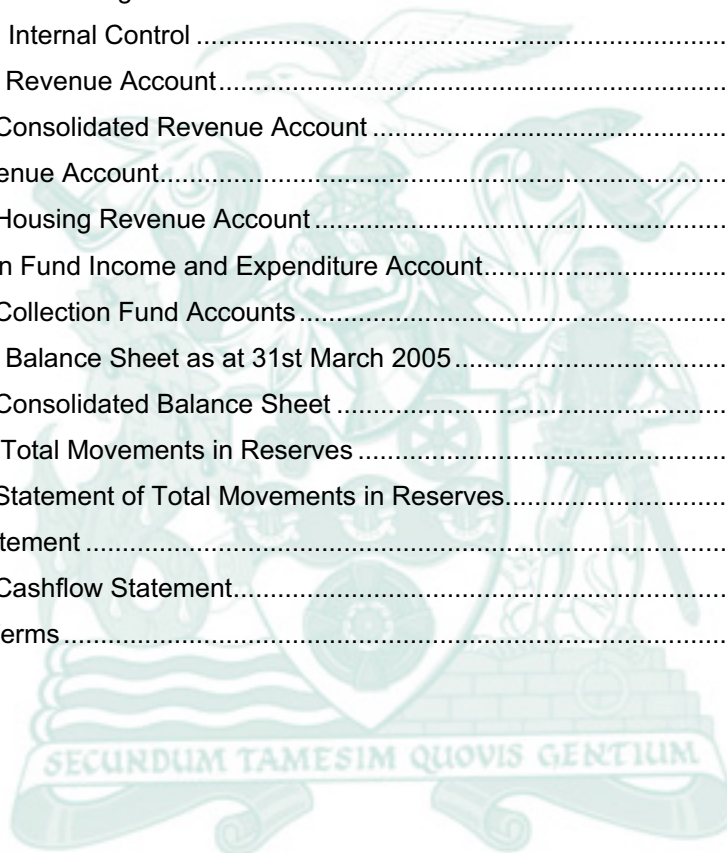 Internal Control ....................................................................................
Revenue Account....................................................................................
Consolidated Revenue Account ............................................................
enue Account..........................................................................................
Housing Revenue Account .....................................................................
n Fund Income and Expenditure Account.........................................
Collection Fund Accounts .......................................................................
Balance Sheet as at 31st March 2005..............................................
Consolidated Balance Sheet ..................................................................
Total Movements in Reserves ...............................................................
Statement of Total Movements in Reserves......................................
tement .......................................................................................................
Cashflow Statement..................................................................................
erms ...........................................................................................................
SECUNDUM TAMESIM QUOVIS GENTIUM